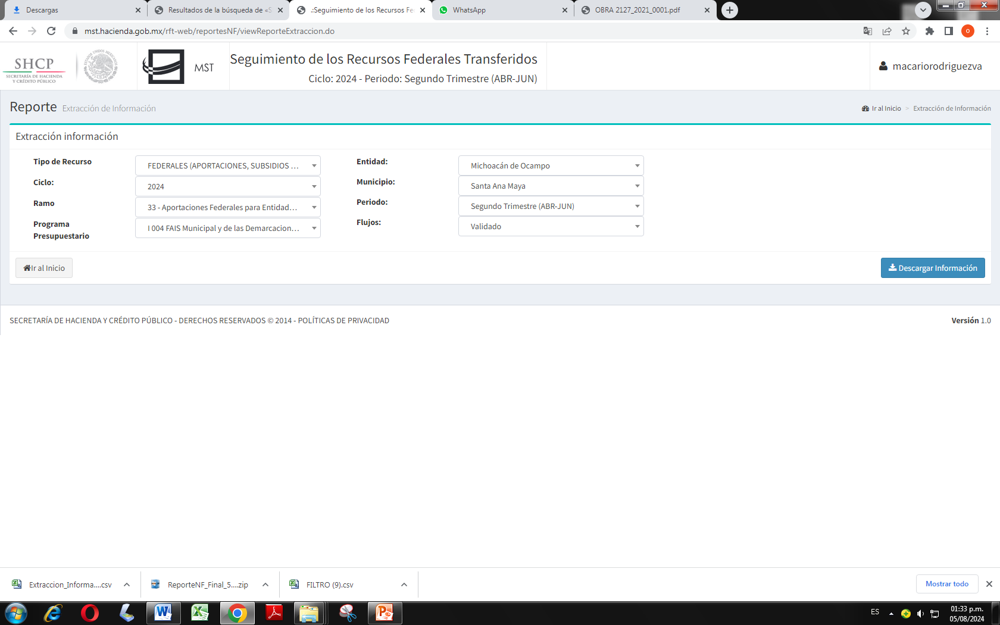 Descargas
Resultados de la búsqueda de «S
.:Seguimiento de los Recursos Fe
WhatsApp
OBRA 2127_2021_0001.pdf
mst.hacienda.gob.mx/rft-web/reportesNF/viewReporteExtraccion.do
O
SHCP
SECRETARÍA DE HACIENDA
Y CRÉDITO PÚBLICO
ESTADOS UNIDOS MEXICANOS
MST
Seguimiento de los Recursos Federales Transferidos
Ciclo: 2024 - Periodo: Segundo Trimestre (ABR-JUN)
macariorodriguezva
Reporte Extracción de Información
Ir al Inicio > Extracción de Información
Extracción información
Tipo de Recurso
FEDERALES (APORTACIONES, SUBSIDIOS ...
Entidad:
Michoacán de Ocampo
Ciclo:
2024
Municipio:
Santa Ana Maya
Ramo
33 - Aportaciones Federales para Entidad...
Periodo:
Segundo Trimestre (ABR-JUN)
Programa
Presupuestario
I 004 FAIS Municipal y de las Demarcacion...
Flujos:
Validado
Ir al Inicio
Descargar Información
SECRETARÍA DE HACIENDA Y CRÉDITO PÚBLICO - DERECHOS RESERVADOS © 2014 - POLÍTICAS DE PRIVACIDAD
Versión 1.0
Extraccion_Informa....csv
ReporteNF_Final_5....zip
FILTRO (9).csv
Mostrar todo
ES
01:33 p.m.
05/08/2024